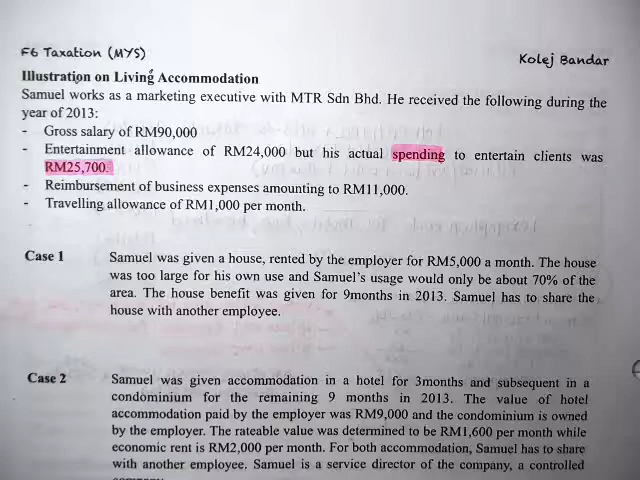 F6 Taxation (MYS)
Kolej Bandar
Illustration on Living Accommodation
Samuel works as a marketing executive with MTR Sdn Bhd. He received the following during the
year of 2013:
- Gross salary of RM90,000
- Entertainment allowance of RM24,000 but his actual spending to entertain clients was
RM25,700.
- Reimbursement of business expenses amounting to RM11,000.
- Travelling allowance of RM1,000 per month.
Case 1 Samuel was given a house, rented by the employer for RM5,000 a month. The house
was too large for his own use and Samuel's usage would only be about 70% of the
area. The house benefit was given for 9months in 2013. Samuel has to share the
house with another employee.
Case 2 Samuel was given accommodation in a hotel for 3months and subsequent in a
condominium for the remaining 9 months in 2013. The value of hotel
accommodation paid by the employer was RM9,000 and the condominium is owned
by the employer. The rateable value was determined to be RM1,600 per month while
economic rent is RM2,000 per month. For both accommodation, Samuel has to share
with another employee. Samuel is a service director of the company, a controlled